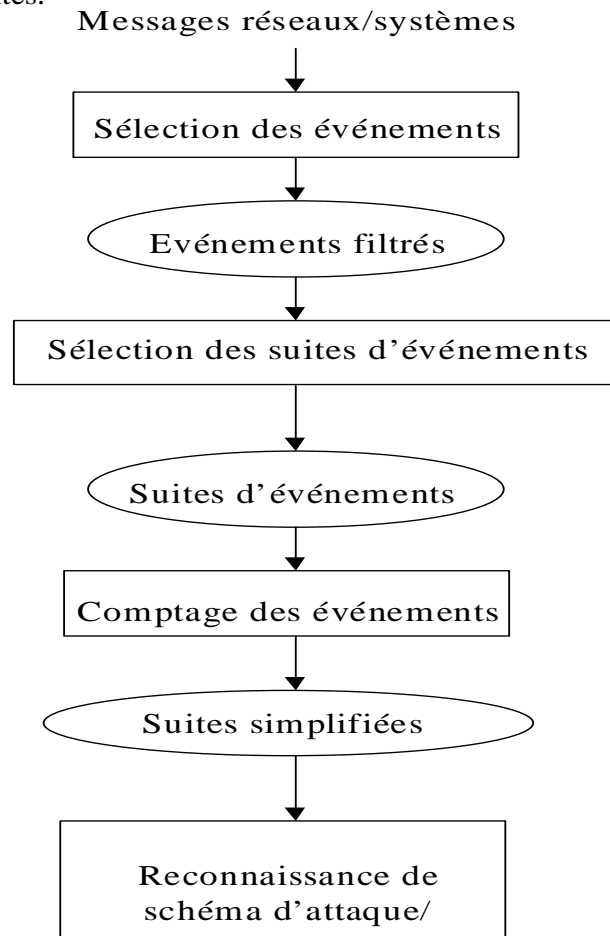 Messages réseaux/systèmes
Sélection des événements
Evénements filtrés
Sélection des suites d'événements
Suites d'événements
Comptage des événements
Suites simplifiées
Reconnaissance de
schéma d'attaque/